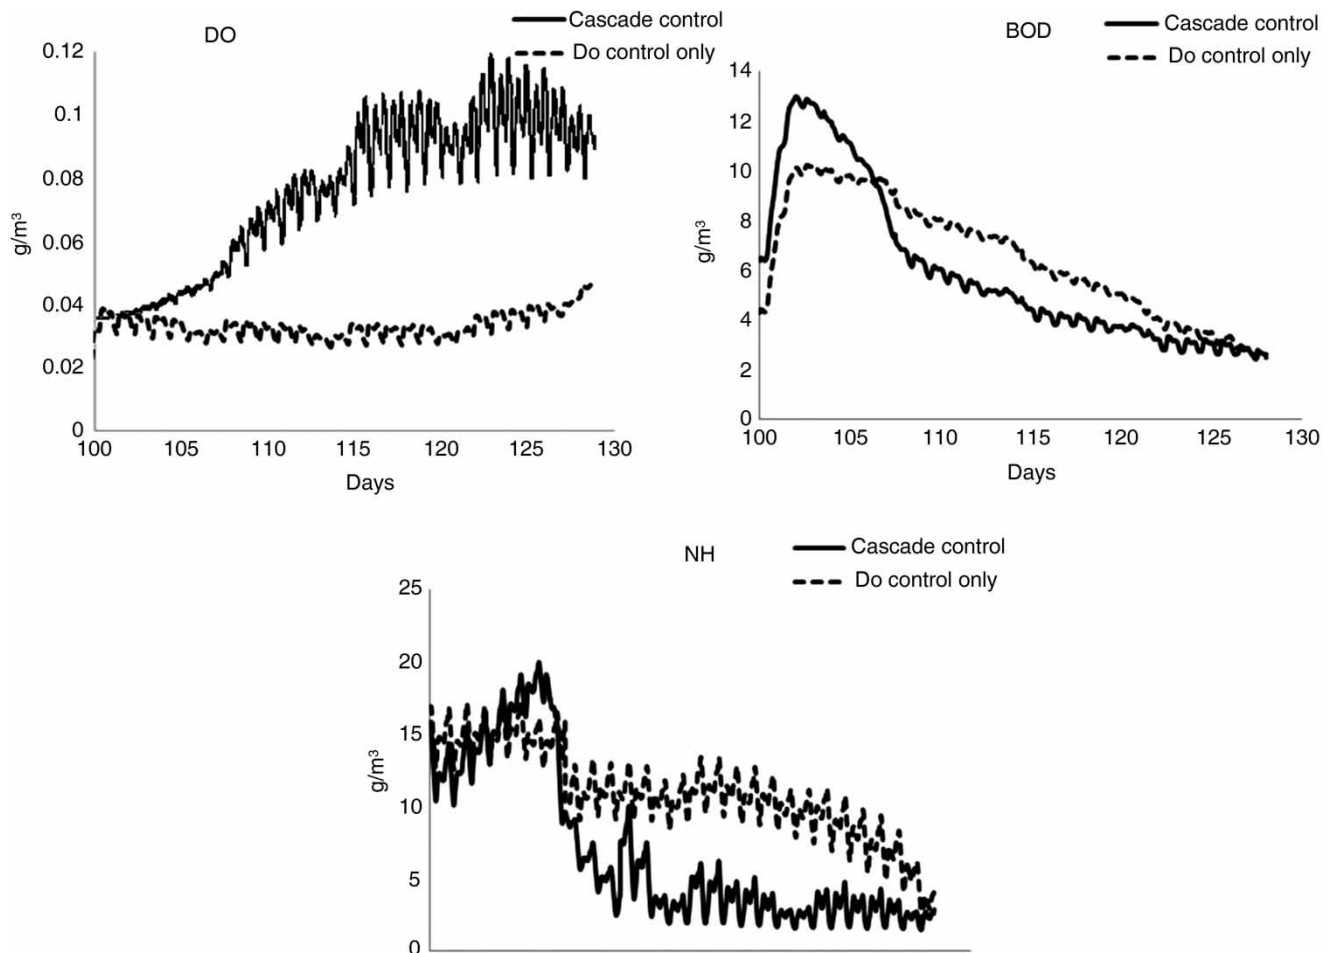 DO
Cascade control
Do control only
0.12
0.1
0.08
0.06
0.04
0.02
0
g/m³
100 105 110 115 120 125 130
Days
BOD
Cascade control
Do control only
14
12
10
8
6
4
2
0
g/m³
100 105 110 115 120 125 130
Days
NH
Cascade control
Do control only
25
20
15
10
5
0
g/m³